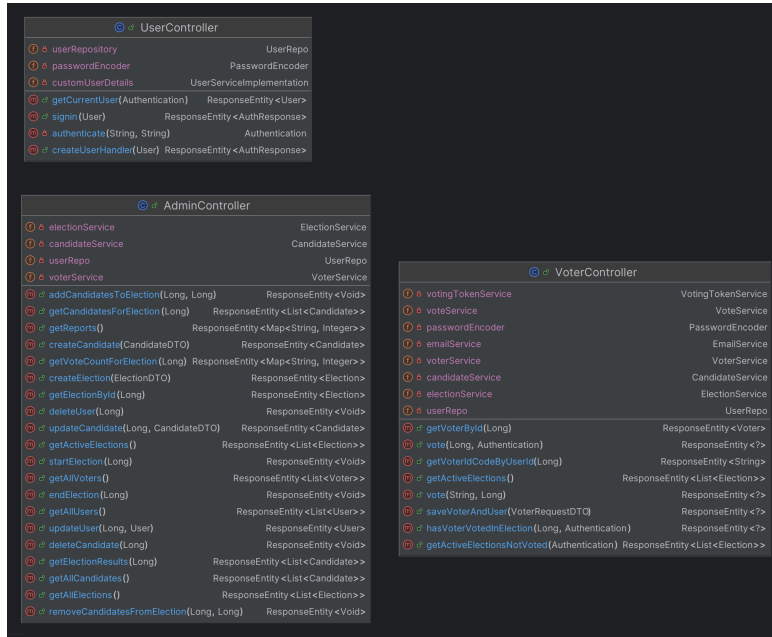 UserController
userRepository UserRepo
passwordEncoder PasswordEncoder
customUserDetails UserServiceImplementation
getCurrentUser(Authentication) ResponseEntity<User>
signin(User) ResponseEntity<AuthResponse>
authenticate(String, String) Authentication
createUserHandler(User) ResponseEntity<AuthResponse>
AdminController
electionService ElectionService
candidateService CandidateService
userRepo UserRepo
voterService VoterService
addCandidatesToElection(Long, Long) ResponseEntity<Void>
getCandidatesForElection(Long) ResponseEntity<List<Candidate>>
getReports() ResponseEntity<Map<String, Integer>>
createCandidate(CandidateDTO) ResponseEntity<Candidate>
getVoteCountForElection(Long) ResponseEntity<Map<String, Integer>>
createElection(ElectionDTO) ResponseEntity<Election>
getElectionById(Long) ResponseEntity<Election>
deleteUser(Long) ResponseEntity<Void>
updateCandidate(Long, CandidateDTO) ResponseEntity<Candidate>
getActiveElections() ResponseEntity<List<Election>>
startElection(Long) ResponseEntity<Void>
getAllVoters() ResponseEntity<List<Voter>>
endElection(Long) ResponseEntity<Void>
getAllUsers() ResponseEntity<List<User>>
updateUser(Long, User) ResponseEntity<User>
deleteCandidate(Long) ResponseEntity<Void>
getElectionResults(Long) ResponseEntity<List<Candidate>>
getAllCandidates() ResponseEntity<List<Candidate>>
getAllElections() ResponseEntity<List<Election>>
removeCandidatesFromElection(Long, Long) ResponseEntity<Void>
VoterController
votingTokenService VotingTokenService
voteService VoteService
passwordEncoder PasswordEncoder
emailService EmailService
voterService VoterService
candidateService CandidateService
electionService ElectionService
userRepo UserRepo
getVoterById(Long) ResponseEntity<Voter>
vote(Long, Authentication) ResponseEntity<?>
getVoterIdCodeByUserId(Long) ResponseEntity<String>
getActiveElections() ResponseEntity<List<Election>>
vote(String, Long) ResponseEntity<?>
saveVoterAndUser(VoterRequestDTO) ResponseEntity<?>
hasVoterVotedInElection(Long, Authentication) ResponseEntity<?>
getActiveElectionsNotVoted(Authentication) ResponseEntity<List<Election>>